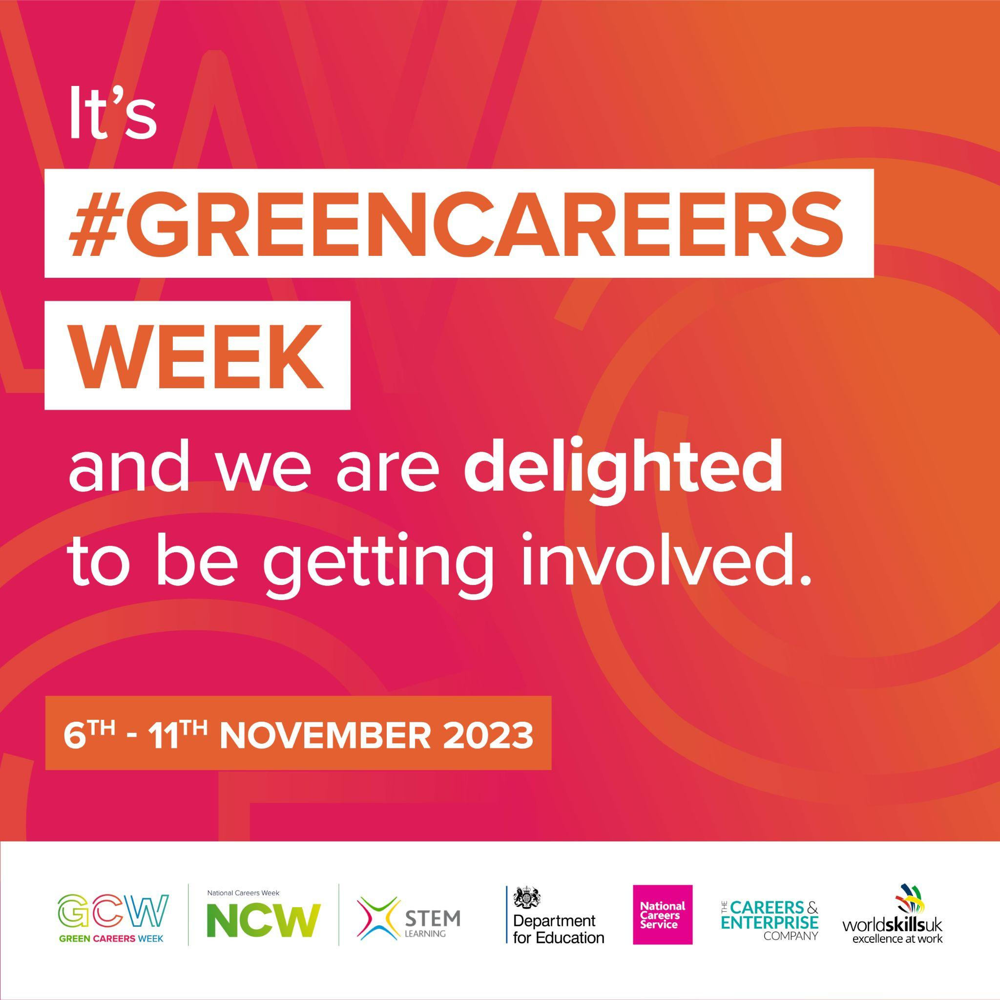 It's
#GREENCAREERS
WEEK
and we are delighted
to be getting involved.
6TH - 11TH NOVEMBER 2023
GCW
GREEN CAREERS WEEK
National Careers Week
NCW
STEM
LEARNING
Department
for Education
National
Careers
Service
THE
CAREERS &
ENTERPRISE
COMPANY
worldskillsuk
excellence at work